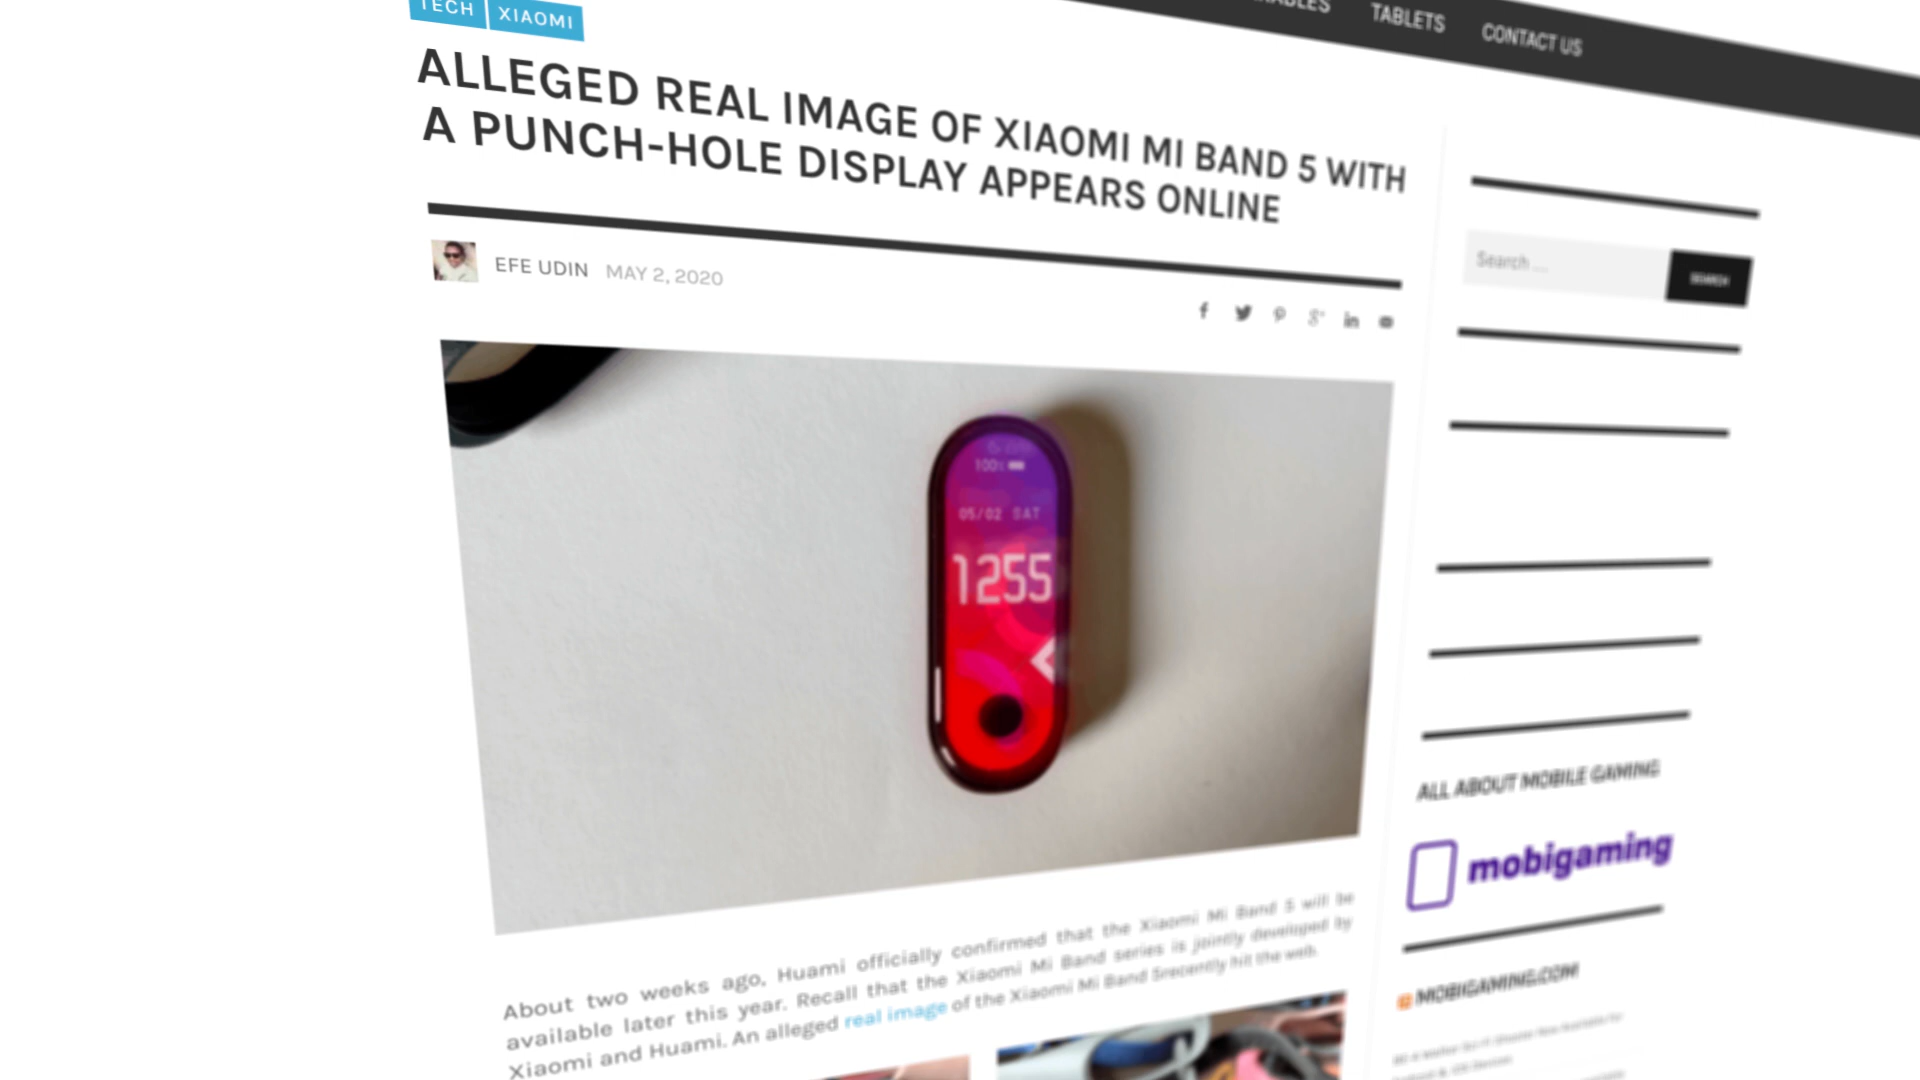 TECH
XIAOMI
TABLETS
CONTACT US
ALLEGED REAL IMAGE OF XIAOMI MI BAND 5 WITH
A PUNCH-HOLE DISPLAY APPEARS ONLINE
EFE UDIN MAY 2, 2020
Search ...
SEARCH
100%
05/02 SAT
1255
ALL ABOUT MOBILE GAMING
mobigaming
MOBIGAMING.COM
About two weeks ago, Huami officially confirmed that the Xiaomi Mi Band 5 will be
available later this year. Recall that the Xiaomi Mi Band series is jointly developed by
Xiaomi and Huami. An alleged real image of the Xiaomi Mi Band 5recently hit the web.